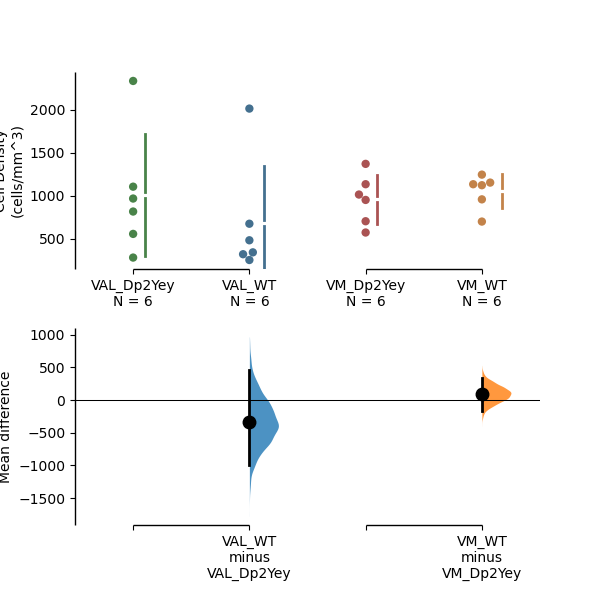 2000
1500
1000
500
Cell Density
(cells/mm^3)
VAL_Dp2Yey
N = 6
VAL_WT
N = 6
VM_Dp2Yey
N = 6
VM_WT
N = 6
1000
500
0
−500
−1000
−1500
Mean difference
VAL_WT
minus
VAL_Dp2Yey
VM_WT
minus
VM_Dp2Yey